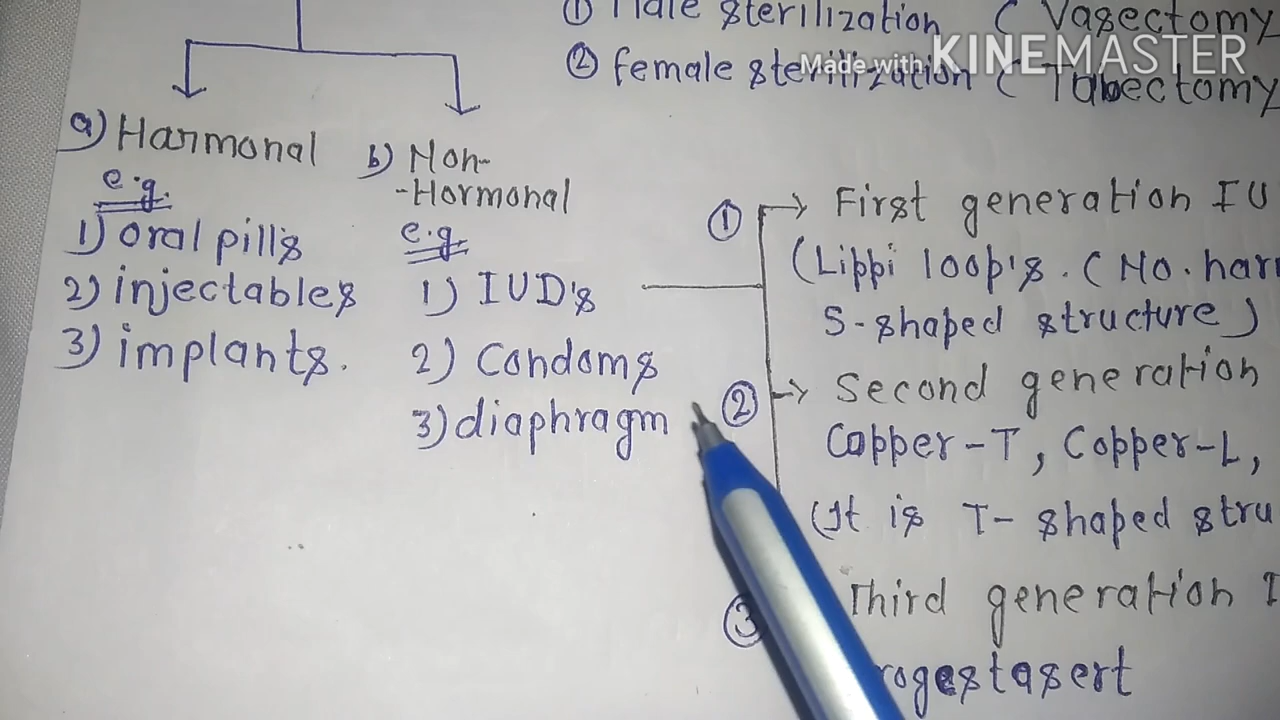 ① Male sterilization ( Vasectomy
② female sterilization ( Tubectomy
Made with KINEMASTER
a) Harmonal
e.g.
1) oral pills
2) injectables
3) implants.
b) Non-
-Hormonal
e.g.
1) IUD's
2) Condoms
3) diaphragm
① → First generation IU
(Lippi loop's. (No. har
S-shaped structure)
② → Second generation
Copper-T, Copper-L,
(It is T- shaped stru
③ Third generation I
rogestasert